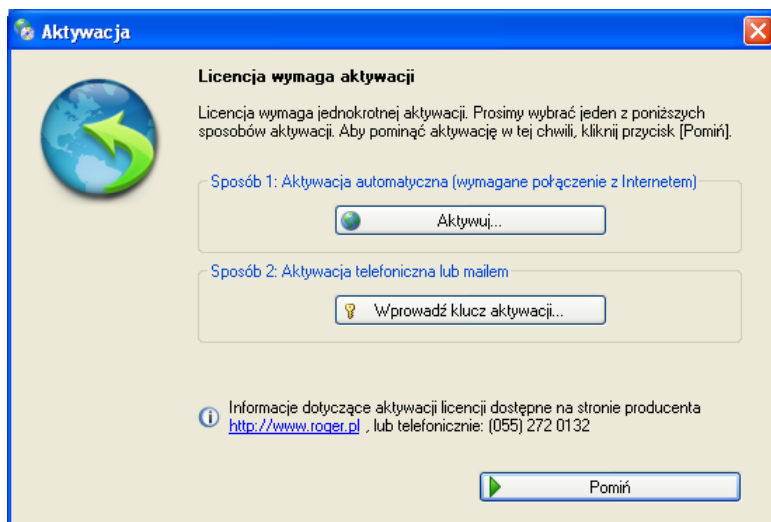 Aktywacja
Licencja wymaga aktywacji
Licencja wymaga jednokrotnej aktywacji. Prosimy wybrać jeden z poniższych
sposobów aktywacji. Aby pominąć aktywację w tej chwili, kliknij przycisk [Pomiń].
Sposób 1: Aktywacja automatyczna (wymagane połączenie z Internetem)
Aktywuj...
Sposób 2: Aktywacja telefoniczna lub mailem
Wprowadź klucz aktywacji...
Informacje dotyczące aktywacji licencji dostępne na stronie producenta
http://www.roger.pl , lub telefonicznie: (055) 272 0132
Pomiń